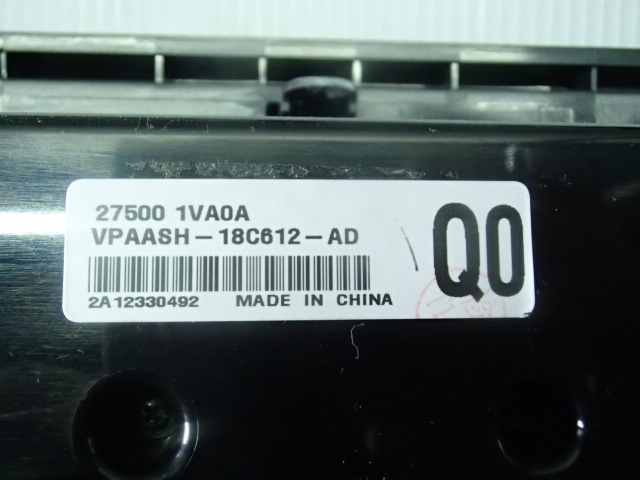 27500 1VA0A
VPAASH-18C612-AD
Q0
2A12330492 MADE IN CHINA